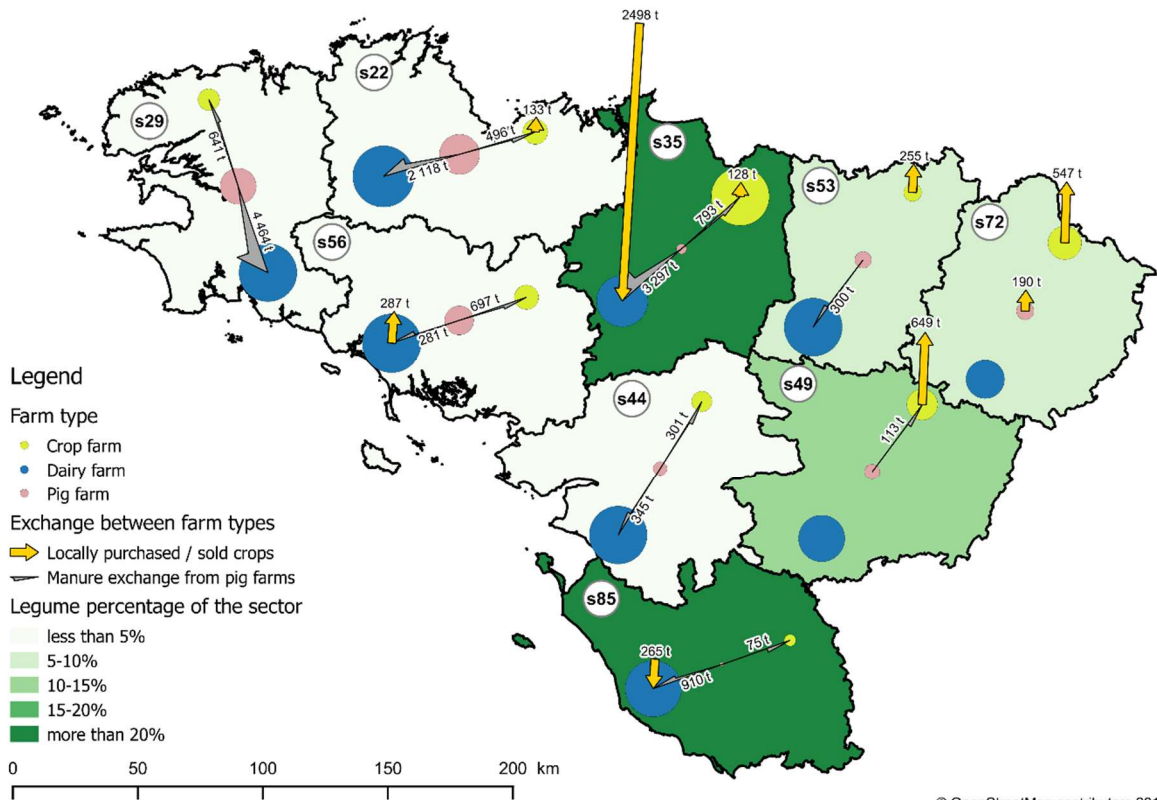 2498 t
s22
s29
133 t
496 t
641 t
2 118 t
s35
128 t
793 t
s53
255 t
547 t
s72
4 464 t
s56
3 297 t
287 t
697 t
281 t
300 t
190 t
649 t
s44
s49
301 t
113 t
345 t
s85
265 t
75 t
910 t
Legend
Farm type
Crop farm
Dairy farm
Pig farm
Exchange between farm types
Locally purchased / sold crops
Manure exchange from pig farms
Legume percentage of the sector
less than 5%
5-10%
10-15%
15-20%
more than 20%
0 50 100 150 200 km